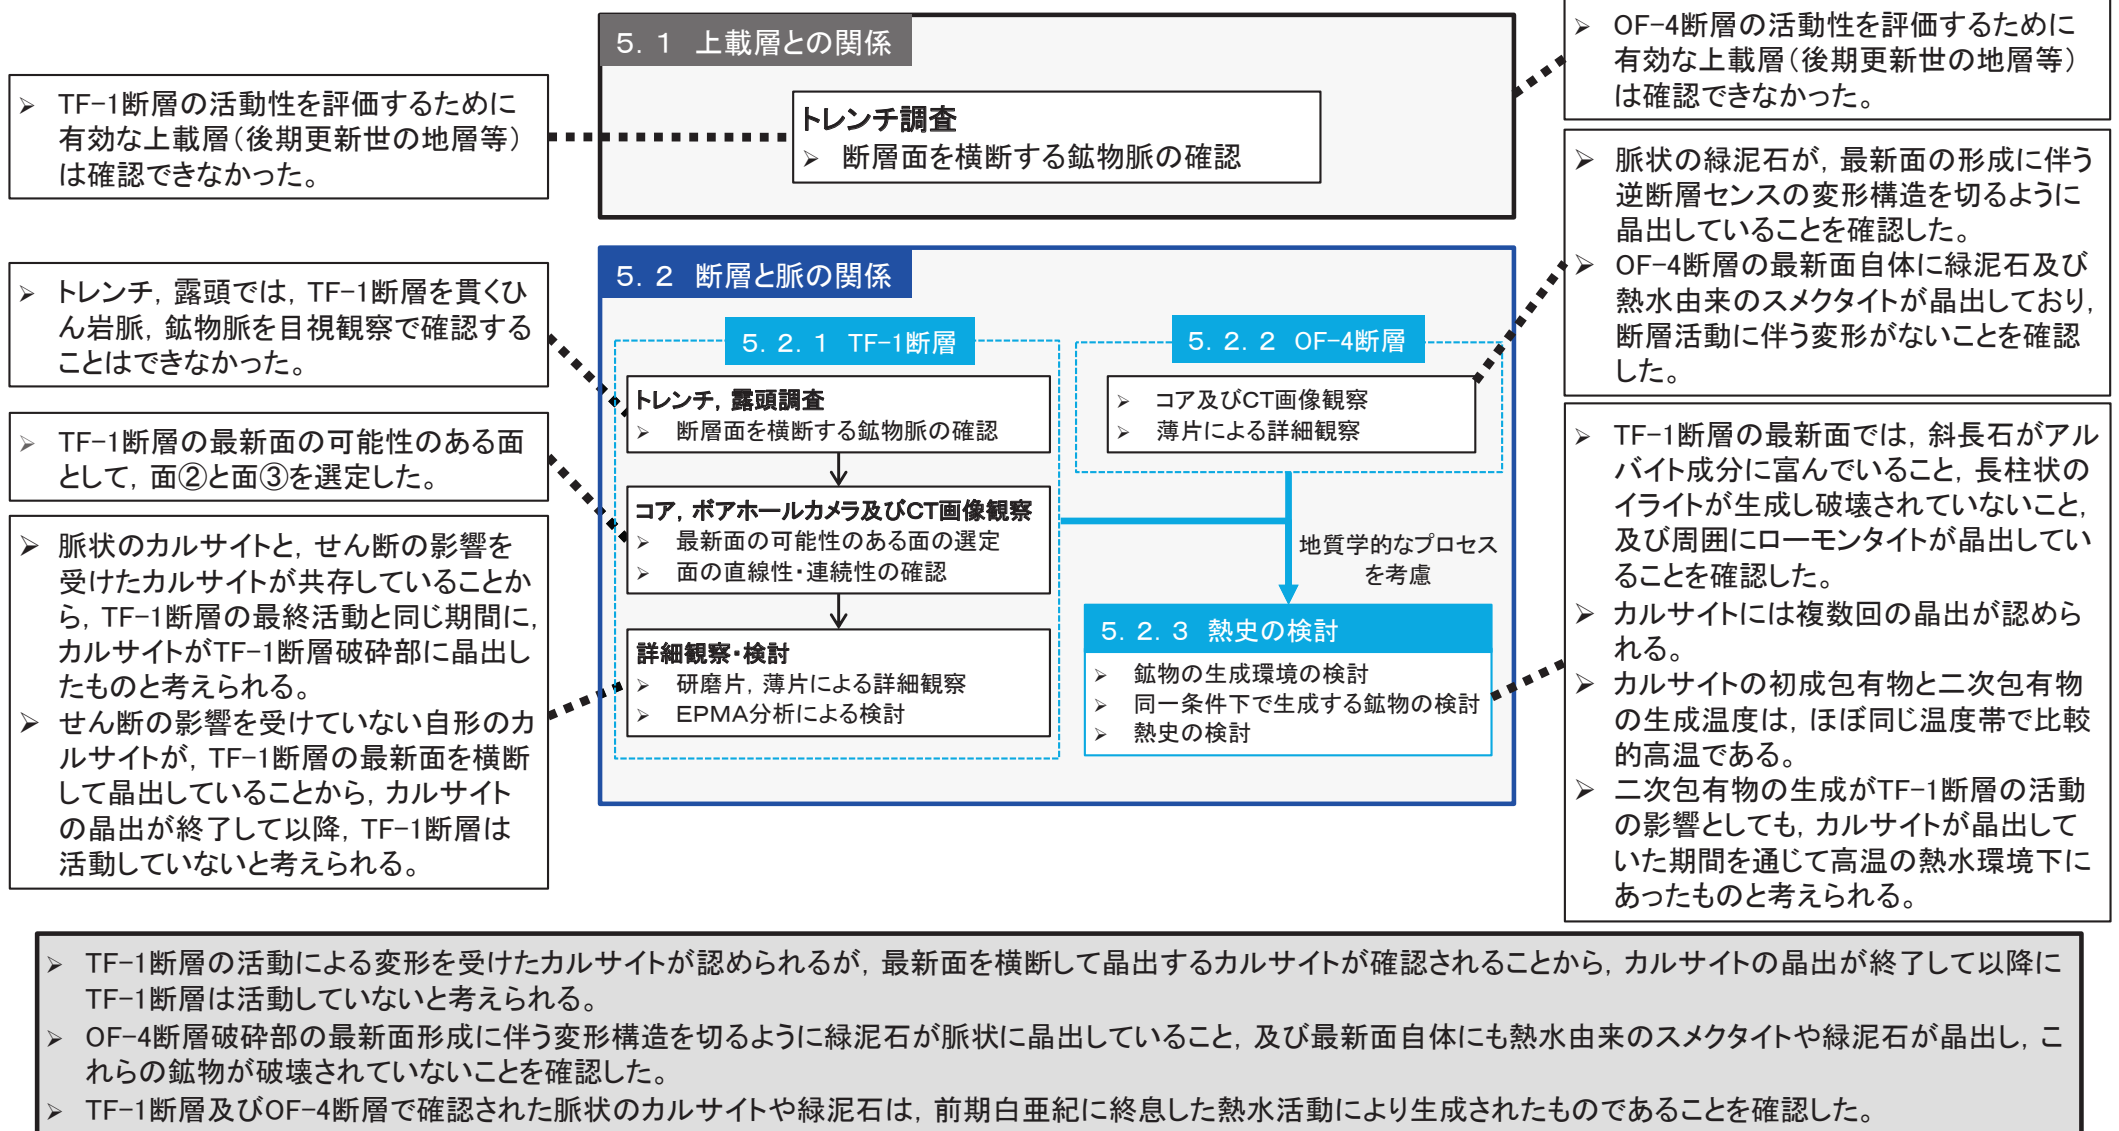 5.1 上載層との関係
トレンチ調査
➢ 断層面を横断する鉱物脈の確認
➢ TF-1断層の活動性を評価するために
有効な上載層(後期更新世の地層等)
は確認できなかった。
➢ OF-4断層の活動性を評価するために
有効な上載層(後期更新世の地層等)
は確認できなかった。
5.2 断層と脈の関係
5.2.1 TF-1断層
トレンチ,露頭調査
➢ 断層面を横断する鉱物脈の確認
コア,ボアホールカメラ及びCT画像観察
➢ 最新面の可能性のある面の選定
➢ 面の直線性・連続性の確認
詳細観察・検討
➢ 研磨片,薄片による詳細観察
➢ EPMA分析による検討
5.2.2 OF-4断層
➢ コア及びCT画像観察
➢ 薄片による詳細観察
地質学的なプロセス
を考慮
5.2.3 熱史の検討
➢ 鉱物の生成環境の検討
➢ 同一条件下で生成する鉱物の検討
➢ 熱史の検討
➢ トレンチ,露頭では,TF-1断層を貫くひ
ん岩脈,鉱物脈を目視観察で確認する
ことはできなかった。
➢ TF-1断層の最新面の可能性のある面
として,面②と面③を選定した。
➢ 脈状のカルサイトと,せん断の影響を
受けたカルサイトが共存していることか
ら,TF-1断層の最終活動と同じ期間に,
カルサイトがTF-1断層破砕部に晶出し
たものと考えられる。
➢ せん断の影響を受けていない自形のカ
ルサイトが,TF-1断層の最新面を横断
して晶出していることから,カルサイト
の晶出が終了して以降,TF-1断層は
活動していないと考えられる。
➢ 脈状の緑泥石が,最新面の形成に伴う
逆断層センスの変形構造を切るように
晶出していることを確認した。
➢ OF-4断層の最新面自体に緑泥石及び
熱水由来のスメクタイトが晶出しており,
断層活動に伴う変形がないことを確認
した。
➢ TF-1断層の最新面では,斜長石がアル
バイト成分に富んでいること,長柱状の
イライトが生成し破壊されていないこと,
及び周囲にローモンタイトが晶出してい
ることを確認した。
➢ カルサイトには複数回の晶出が認めら
れる。
➢ カルサイトの初成包有物と二次包有物
の生成温度は,ほぼ同じ温度帯で比較
的高温である。
➢ 二次包有物の生成がTF-1断層の活動
の影響としても,カルサイトが晶出して
いた期間を通じて高温の熱水環境下に
あったものと考えられる。
➢ TF-1断層の活動による変形を受けたカルサイトが認められるが,最新面を横断して晶出するカルサイトが確認されることから,カルサイトの晶出が終了して以降に
TF-1断層は活動していないと考えられる。
➢ OF-4断層破砕部の最新面形成に伴う変形構造を切るように緑泥石が脈状に晶出していること,及び最新面自体にも熱水由来のスメクタイトや緑泥石が晶出し,こ
れらの鉱物が破壊されていないことを確認した。
➢ TF-1断層及びOF-4断層で確認された脈状のカルサイトや緑泥石は,前期白亜紀に終息した熱水活動により生成されたものであることを確認した。